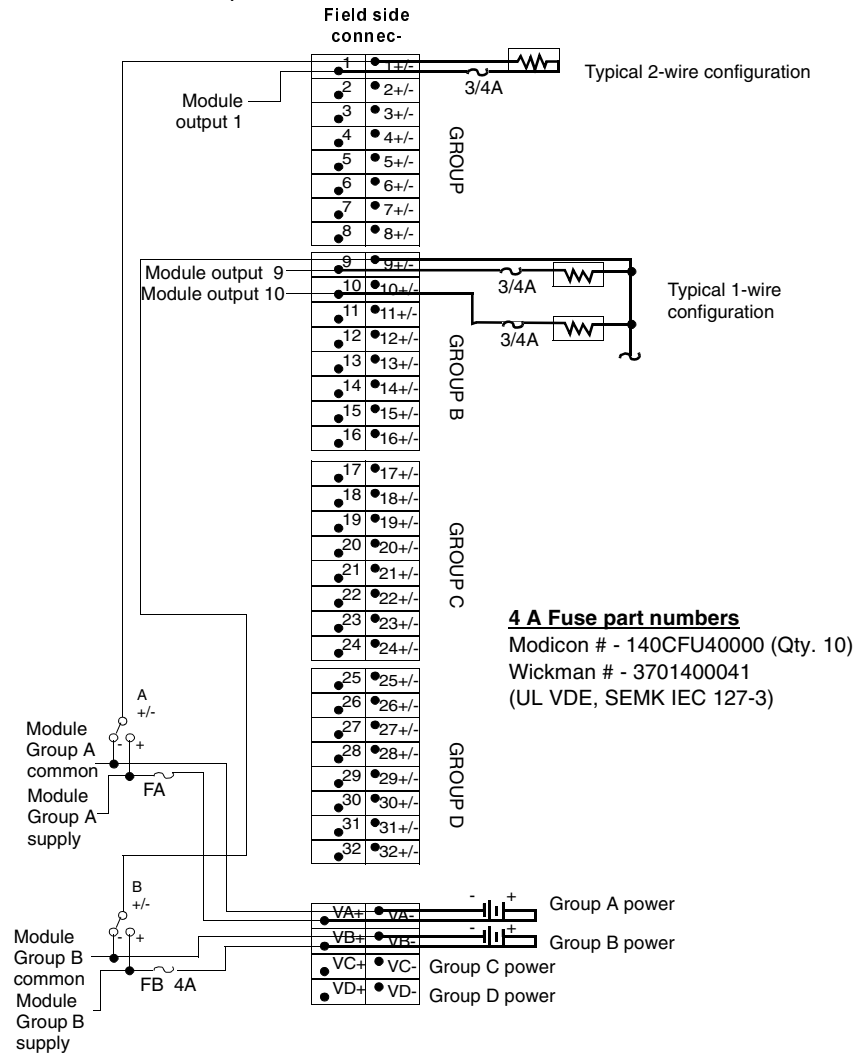 Field side
connec-
1 1+/-
2 2+/-
3 3+/-
4 4+/-
5 5+/-
6 6+/-
7 7+/-
8 8+/-
GROUP
3/4A
Typical 2-wire configuration
Module
output 1
9 9+/-
10 10+/-
11 11+/-
12 12+/-
13 13+/-
14 14+/-
15 15+/-
16 16+/-
GROUP B
Module output 9
Module output 10
3/4A
3/4A
Typical 1-wire
configuration
17 17+/-
18 18+/-
19 19+/-
20 20+/-
21 21+/-
22 22+/-
23 23+/-
24 24+/-
GROUP C
4 A Fuse part numbers
Modicon # - 140CFU40000 (Qty. 10)
Wickman # - 3701400041
(UL VDE, SEMK IEC 127-3)
25 25+/-
26 26+/-
27 27+/-
28 28+/-
29 29+/-
30 30+/-
31 31+/-
32 32+/-
GROUP D
A
+/-
- +
Module
Group A
common
Module
Group A
supply
FA
B
+/-
- +
Module
Group B
common
Module
Group B
supply
FB 4A
VA+ VA-
VB+ VB-
VC+ VC-
VD+ VD-
- +
Group A power
- +
Group B power
Group C power
Group D power